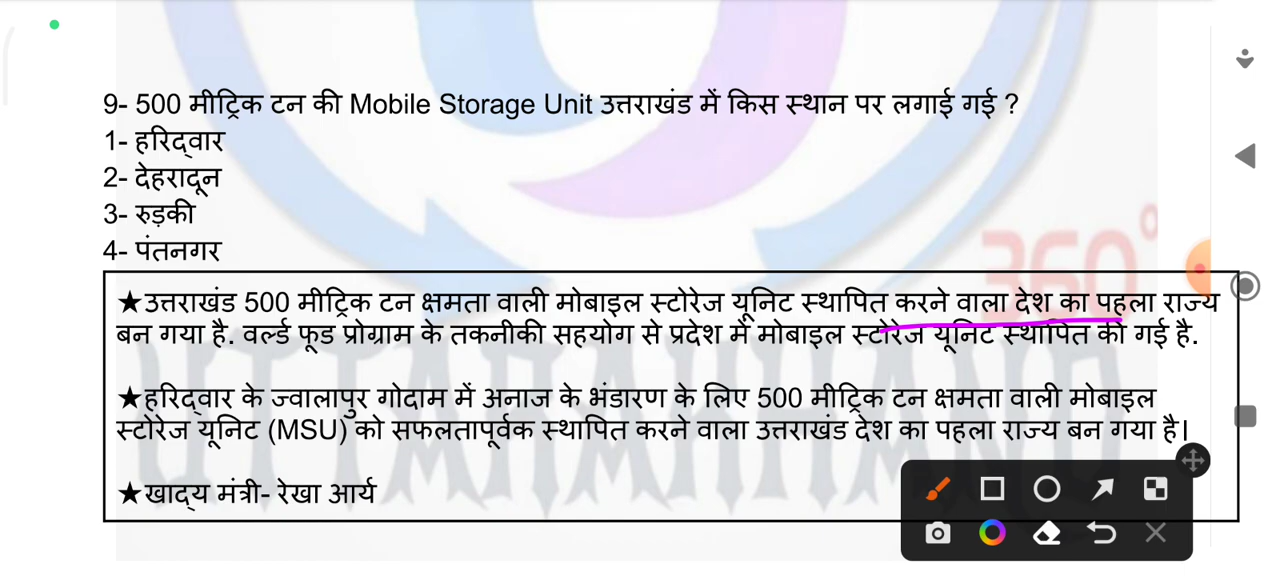 9- 500 मीट्रिक टन की Mobile Storage Unit उत्तराखंड में किस स्थान पर लगाई गई ?
1- हरिद्वार
2- देहरादून
3- रुड़की
4- पंतनगर
360°
★उत्तराखंड 500 मीट्रिक टन क्षमता वाली मोबाइल स्टोरेज यूनिट स्थापित करने वाला देश का पहला राज्य
बन गया है. वर्ल्ड फूड प्रोग्राम के तकनीकी सहयोग से प्रदेश में मोबाइल स्टोरेज यूनिट स्थापित की गई है.
★हरिद्वार के ज्वालापुर गोदाम में अनाज के भंडारण के लिए 500 मीट्रिक टन क्षमता वाली मोबाइल
स्टोरेज यूनिट (MSU) को सफलतापूर्वक स्थापित करने वाला उत्तराखंड देश का पहला राज्य बन गया है।
UTTARAKHAND
★खाद्य मंत्री- रेखा आर्य